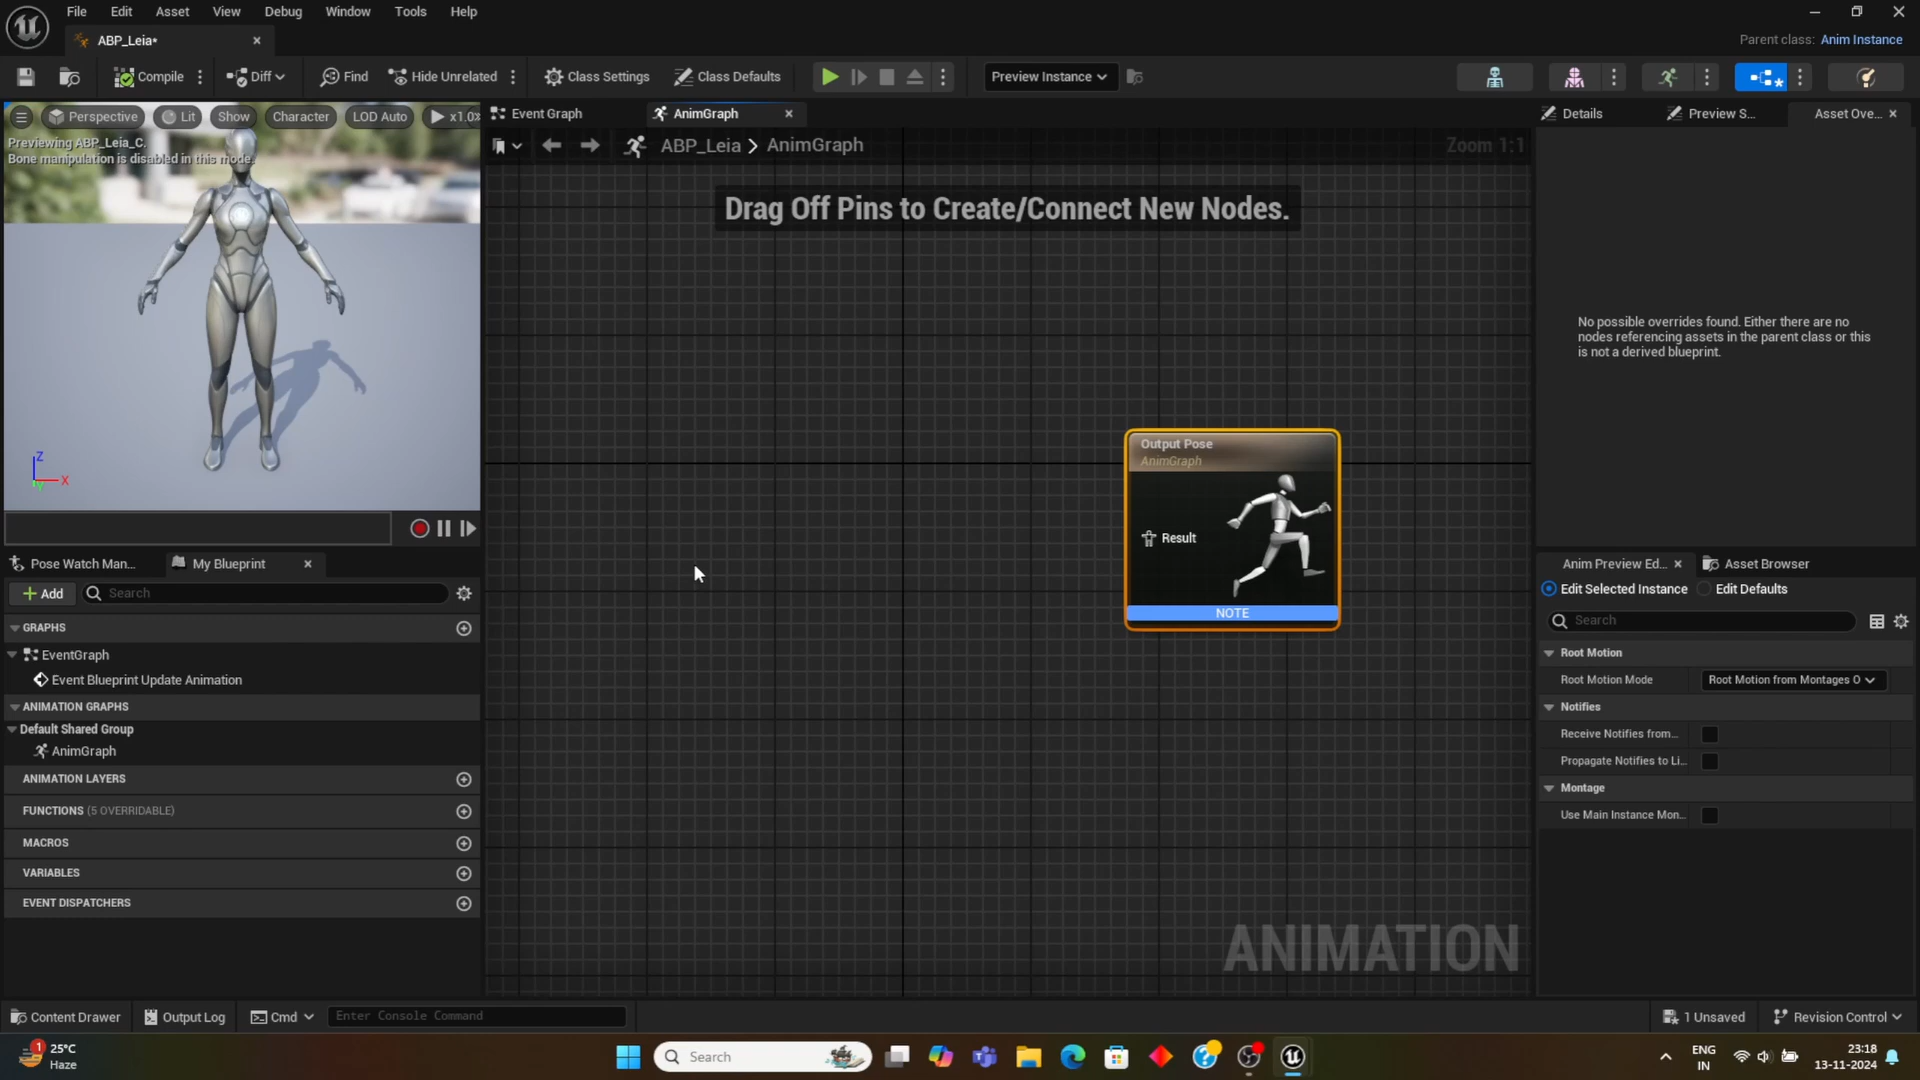 File Edit View Asset Debug Window Tools Help
ABP_Leia*
Parent class: Anim Instance
Compile Diff Find Hide Unrelated Class Settings Class Defaults Preview Instance
Perspective Lit Show Character LOD Auto x1.0
Previewing ABP_Leia_C.
Bone manipulation is disabled in this mode.
Z
X
Y
Event Graph AnimGraph
ABP_Leia > AnimGraph
Zoom 1:1
Drag Off Pins to Create/Connect New Nodes.
Output Pose
AnimGraph
Result
NOTE
ANIMATION
Details Preview S... Asset Ove...
No possible overrides found. Either there are no
nodes referencing assets in the parent class or this
is not a derived blueprint.
Pose Watch Man... My Blueprint
Add Search
GRAPHS
EventGraph
Event Blueprint Update Animation
ANIMATION GRAPHS
Default Shared Group
AnimGraph
ANIMATION LAYERS
FUNCTIONS (5 OVERRIDABLE)
MACROS
VARIABLES
EVENT DISPATCHERS
Anim Preview Ed... Asset Browser
Edit Selected Instance Edit Defaults
Search
Root Motion
Root Motion Mode Root Motion from Montages O
Notifies
Receive Notifies from...
Propagate Notifies to Li...
Montage
Use Main Instance Mon...
Content Drawer Output Log Cmd Enter Console Command
1 Unsaved Revision Control
1
25°C
Haze
Search
ENG
IN
23:18
13-11-2024